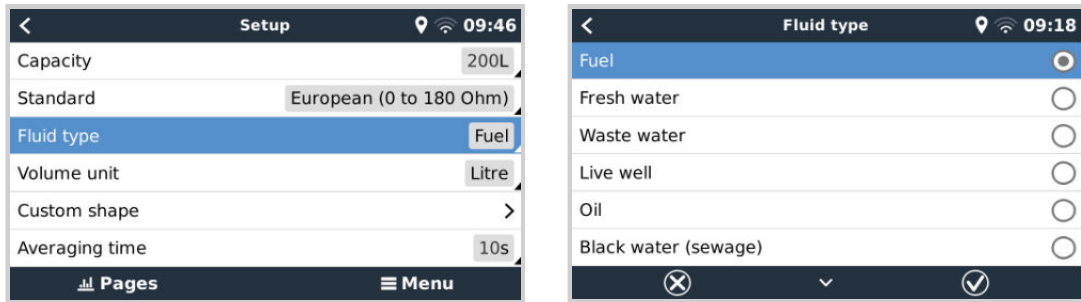 Setup 09:46
Capacity 200L
Standard European (0 to 180 Ohm)
Fluid type Fuel
Volume unit Litre
Custom shape
Averaging time 10s
Pages Menu
Fluid type 09:18
Fuel
Fresh water
Waste water
Live well
Oil
Black water (sewage)